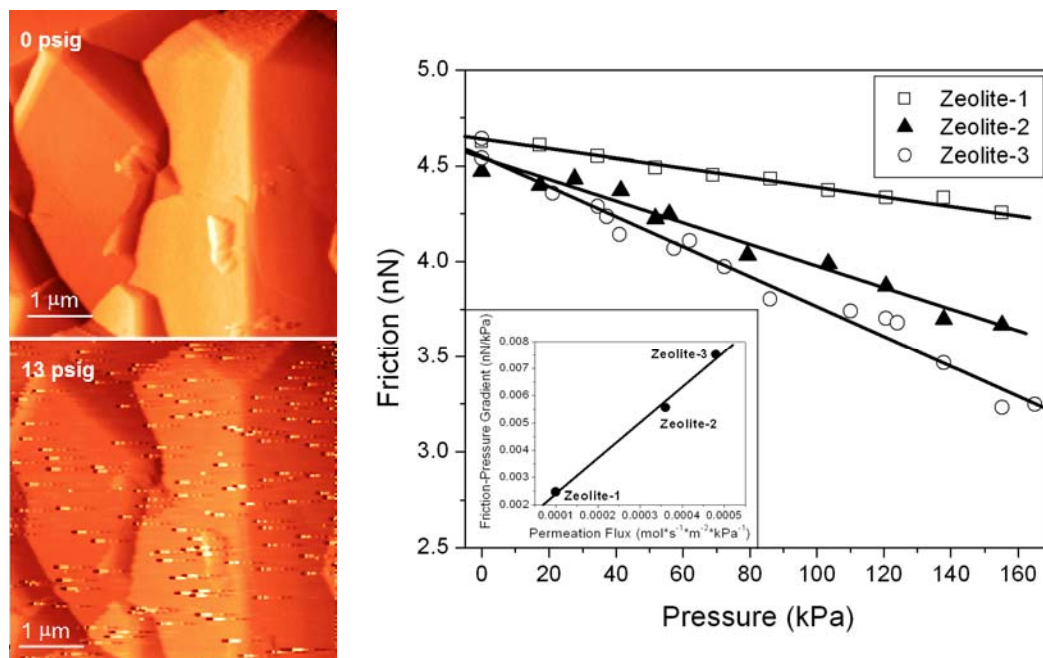 0 psig
1 μm
13 psig
1 μm
Friction (nN)
5.0
4.5
4.0
3.5
3.0
2.5
0 20 40 60 80 100 120 140 160
Pressure (kPa)
Zeolite-1
Zeolite-2
Zeolite-3
Friction-Pressure Gradient (nN/kPa)
0.008
0.006
0.005
0.003
0.002
Zeolite-3
Zeolite-2
Zeolite-1
0.0001 0.0002 0.0003 0.0004 0.0005
Permeation Flux (mol*s⁻¹*m⁻²*kPa⁻¹)